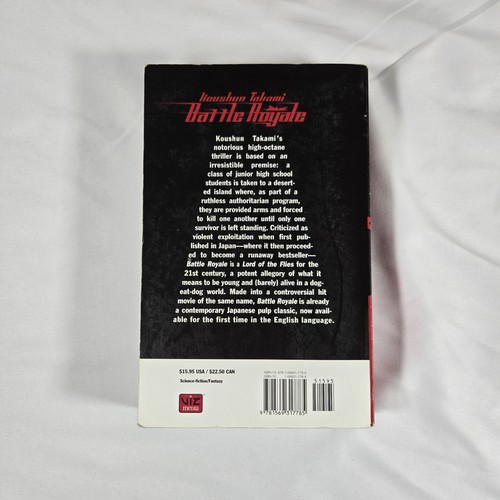 Koushun Takami
Battle Royale
Koushun Takami's
notorious high-octane
thriller is based on an
irresistible premise: a
class of junior high school
students is taken to a desert-
ed island where, as part of a
ruthless authoritarian program,
they are provided arms and forced
to kill one another until only one
survivor is left standing. Criticized as
violent exploitation when first pub-
lished in Japan—where it then proceed-
ed to become a runaway bestseller—
Battle Royale is a Lord of the Flies for the
21st century, a potent allegory of what it
means to be young and (barely) alive in a dog-
eat-dog world. Made into a controversial hit
movie of the same name, Battle Royale is already
a contemporary Japanese pulp classic, now avail-
able for the first time in the English language.
$15.95 USA / $22.50 CAN
Science-fiction/Fantasy
51595
9 781569 317785
VIZ
media